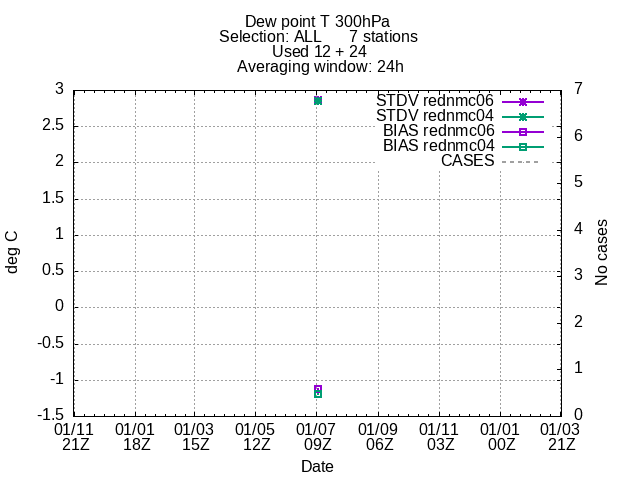 Dew point T 300hPa
Selection: ALL 7 stations
Used 12 + 24
Averaging window: 24h
3
2.5
2
1.5
1
0.5
0
-0.5
-1
-1.5
deg C
7
6
5
4
3
2
1
0
No cases
STDV rednmc06
STDV rednmc04
BIAS rednmc06
BIAS rednmc04
CASES
01/11 01/01 01/03 01/05 01/07 01/09 01/11 01/01 01/03
21Z 18Z 15Z 12Z 09Z 06Z 03Z 00Z 21Z
Date